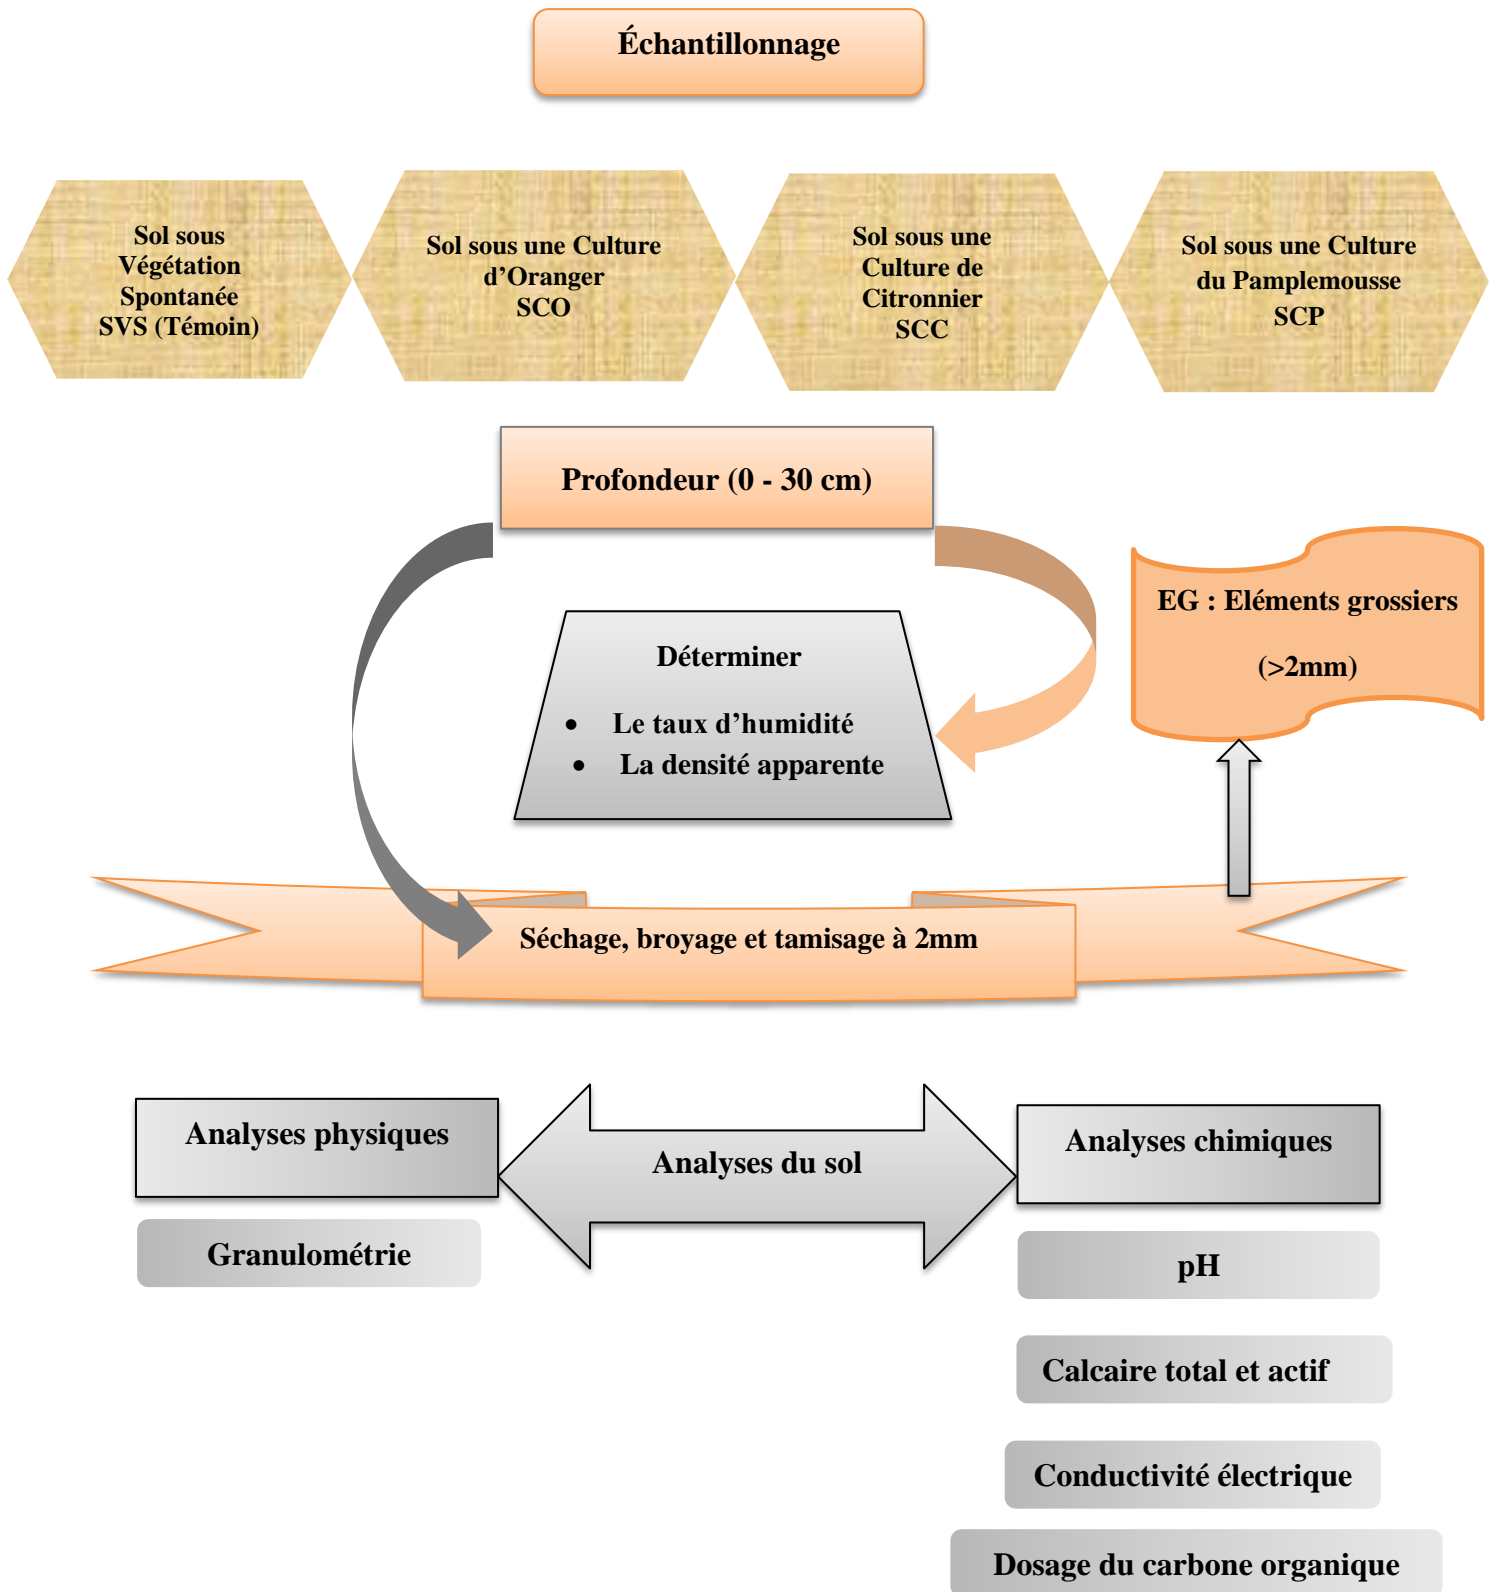 Échantillonnage
Sol sous
Végétation
Spontanée
SVS (Témoin)
Sol sous une Culture
d’Oranger
SCO
Sol sous une
Culture de
Citronnier
SCC
Sol sous une Culture
du Pamplemousse
SCP
Profondeur (0 - 30 cm)
EG : Eléments grossiers
(>2mm)
Déterminer
• Le taux d’humidité
• La densité apparente
Séchage, broyage et tamisage à 2mm
Analyses physiques
Analyses du sol
Analyses chimiques
Granulométrie
pH
Calcaire total et actif
Conductivité électrique
Dosage du carbone organique